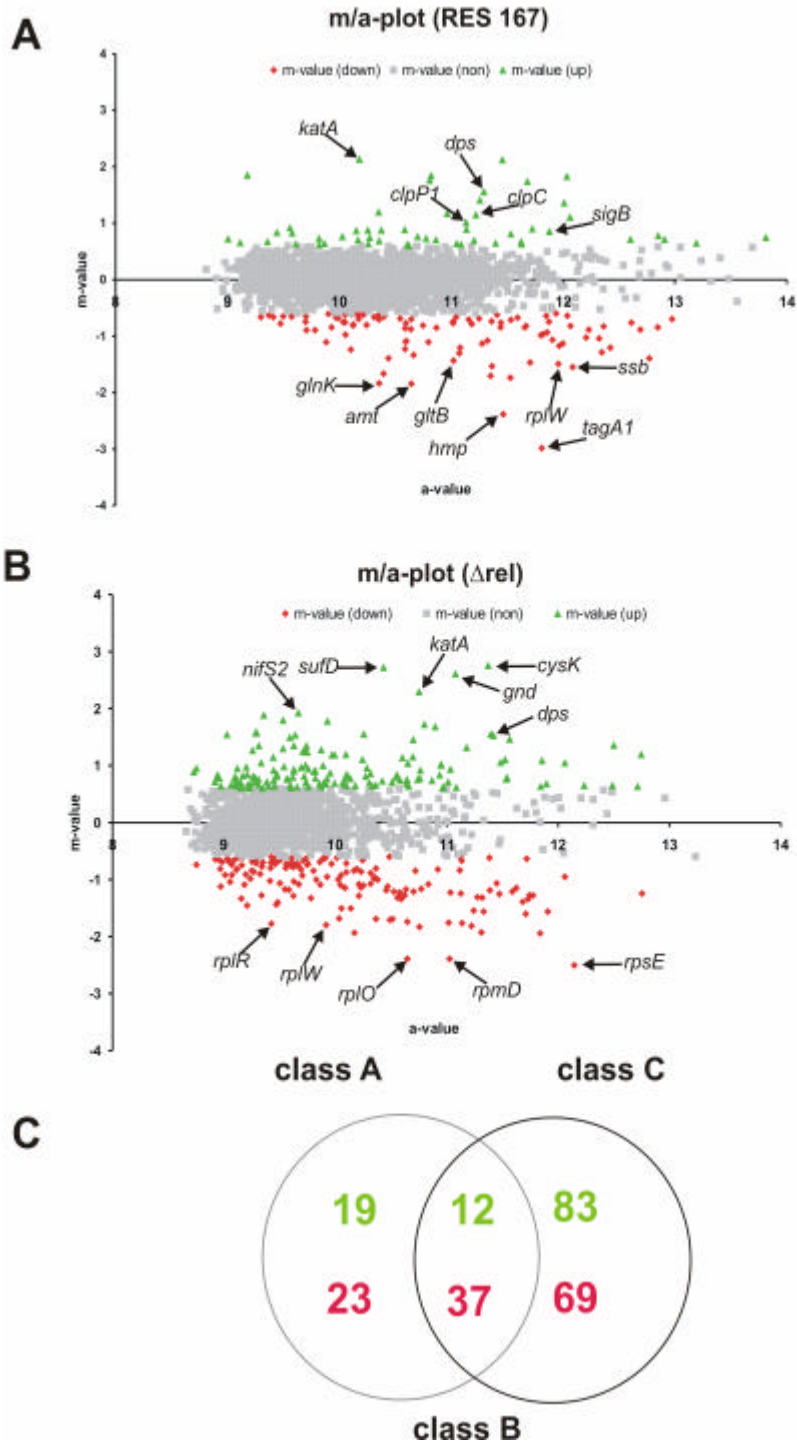 A
m/a-plot (RES 167)
m-value (down) m-value (non) m-value (up)
4
3
2
1
0
-1
-2
-3
-4
m-value
8 9 10 11 12 13 14
katA
dps
clpP1
clpC
sigB
glnK
amt
gltB
hmp
rplW
ssb
tagA1
a-value
B
m/a-plot (Δrel)
m-value (down) m-value (non) m-value (up)
4
3
2
1
0
-1
-2
-3
-4
m-value
8 9 10 11 12 13 14
nifS2
sufD
katA
cysK
gnd
dps
rplR
rplW
rplO
rpmD
rpsE
a-value
class A class C
C
19 12 83
23 37 69
class B